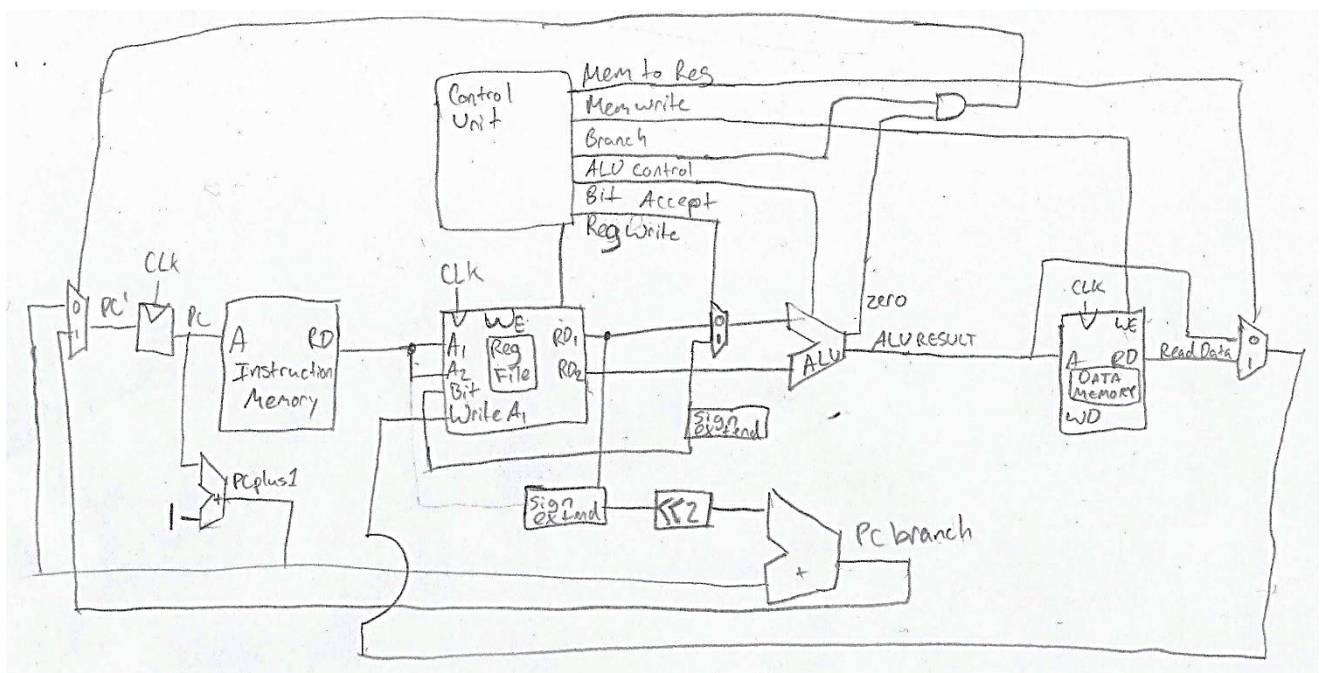 Control
Unit
Mem to Reg
Mem write
Branch
ALU control
Bit Accept
Reg Write
CLK
PC'
PC
A RD
Instruction
Memory
CLK
WE
A1 RD1
A2
Reg
File
RD2
Bit
Write A1
0
1
0
1
ALU
zero
ALU RESULT
CLK
WE
A RD
DATA
MEMORY
WD
Read Data
0
1
sign
extend
PCplus1
+
1
sign
extend
<<2
+
PC branch